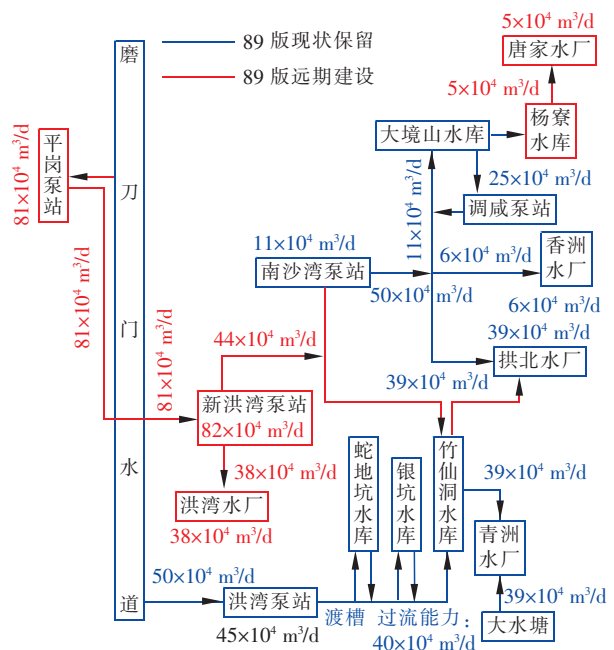 89 版现状保留
89 版远期建设
磨刀门水道
平岗泵站
81×10⁴ m³/d
81×10⁴ m³/d
81×10⁴ m³/d
5×10⁴ m³/d
唐家水厂
5×10⁴ m³/d
杨寮水库
大境山水库
25×10⁴ m³/d
调咸泵站
11×10⁴ m³/d
11×10⁴ m³/d
南沙湾泵站
50×10⁴ m³/d
6×10⁴ m³/d
香洲水厂
6×10⁴ m³/d
39×10⁴ m³/d
拱北水厂
39×10⁴ m³/d
44×10⁴ m³/d
新洪湾泵站
82×10⁴ m³/d
38×10⁴ m³/d
洪湾水厂
38×10⁴ m³/d
蛇地坑水库
银坑水库
竹仙洞水库
39×10⁴ m³/d
青洲水厂
39×10⁴ m³/d
大水塘
50×10⁴ m³/d
洪湾泵站
45×10⁴ m³/d
渡槽 过流能力：
40×10⁴ m³/d